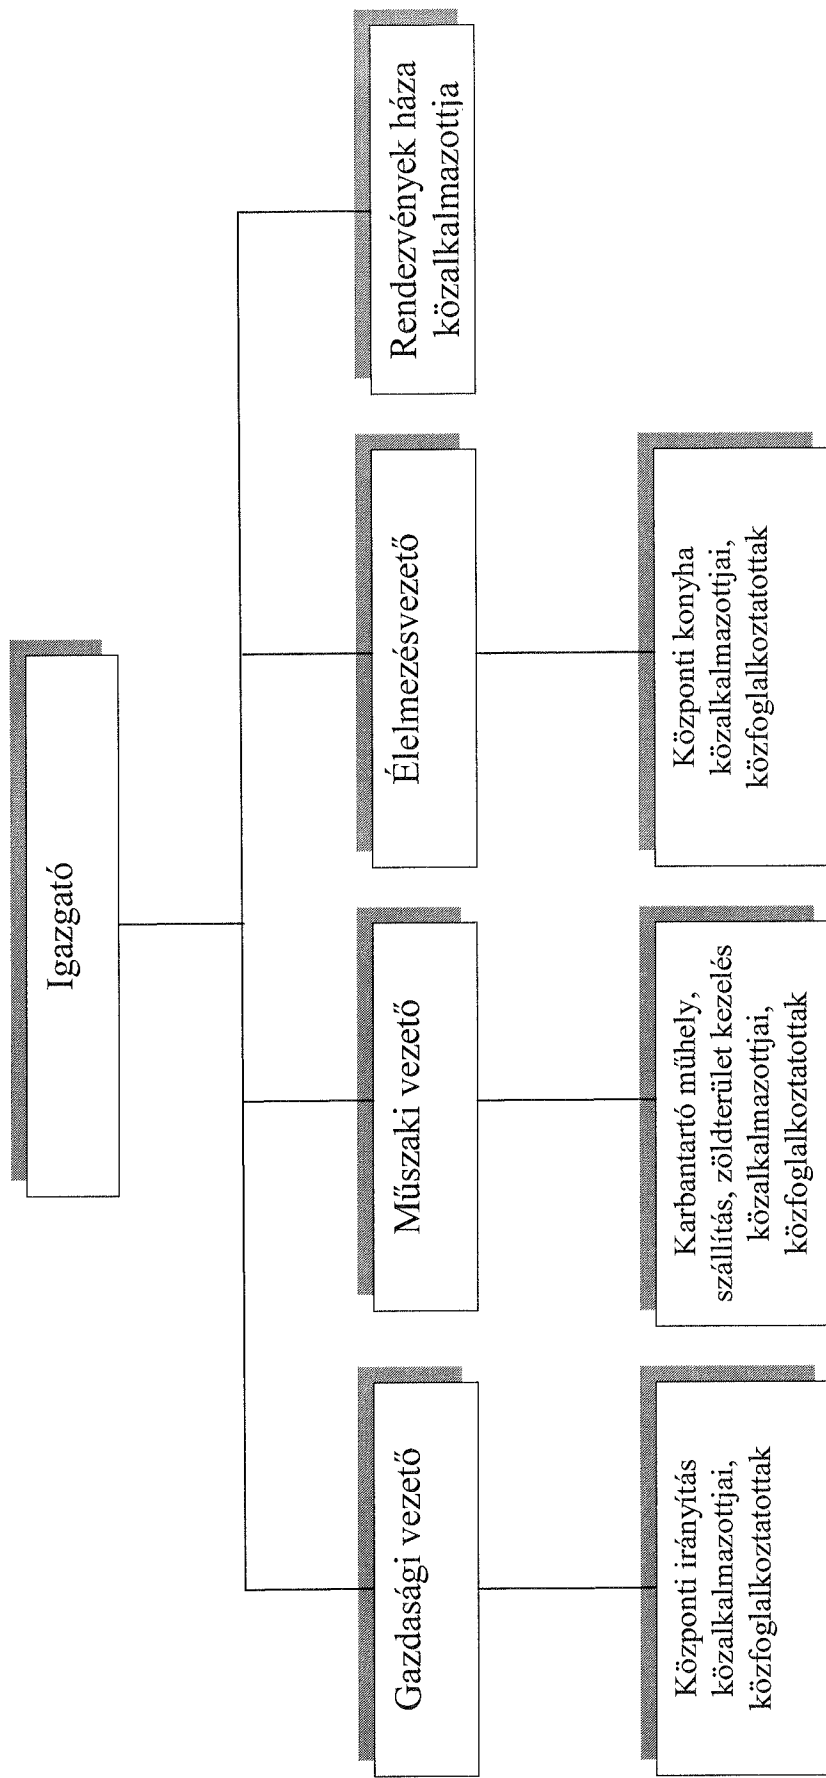 Igazgató
Gazdasági vezető
Műszaki vezető
Élelmezésvezető
Rendezvények háza
közalkalmazottja
Központi irányítás
közalkalmazottjai,
közfoglalkoztatottak
Karbantartó műhely,
szállítás, zöldterület kezelés
közalkalmazottjai,
közfoglalkoztatottak
Központi konyha
közalkalmazottjai,
közfoglalkoztatottak